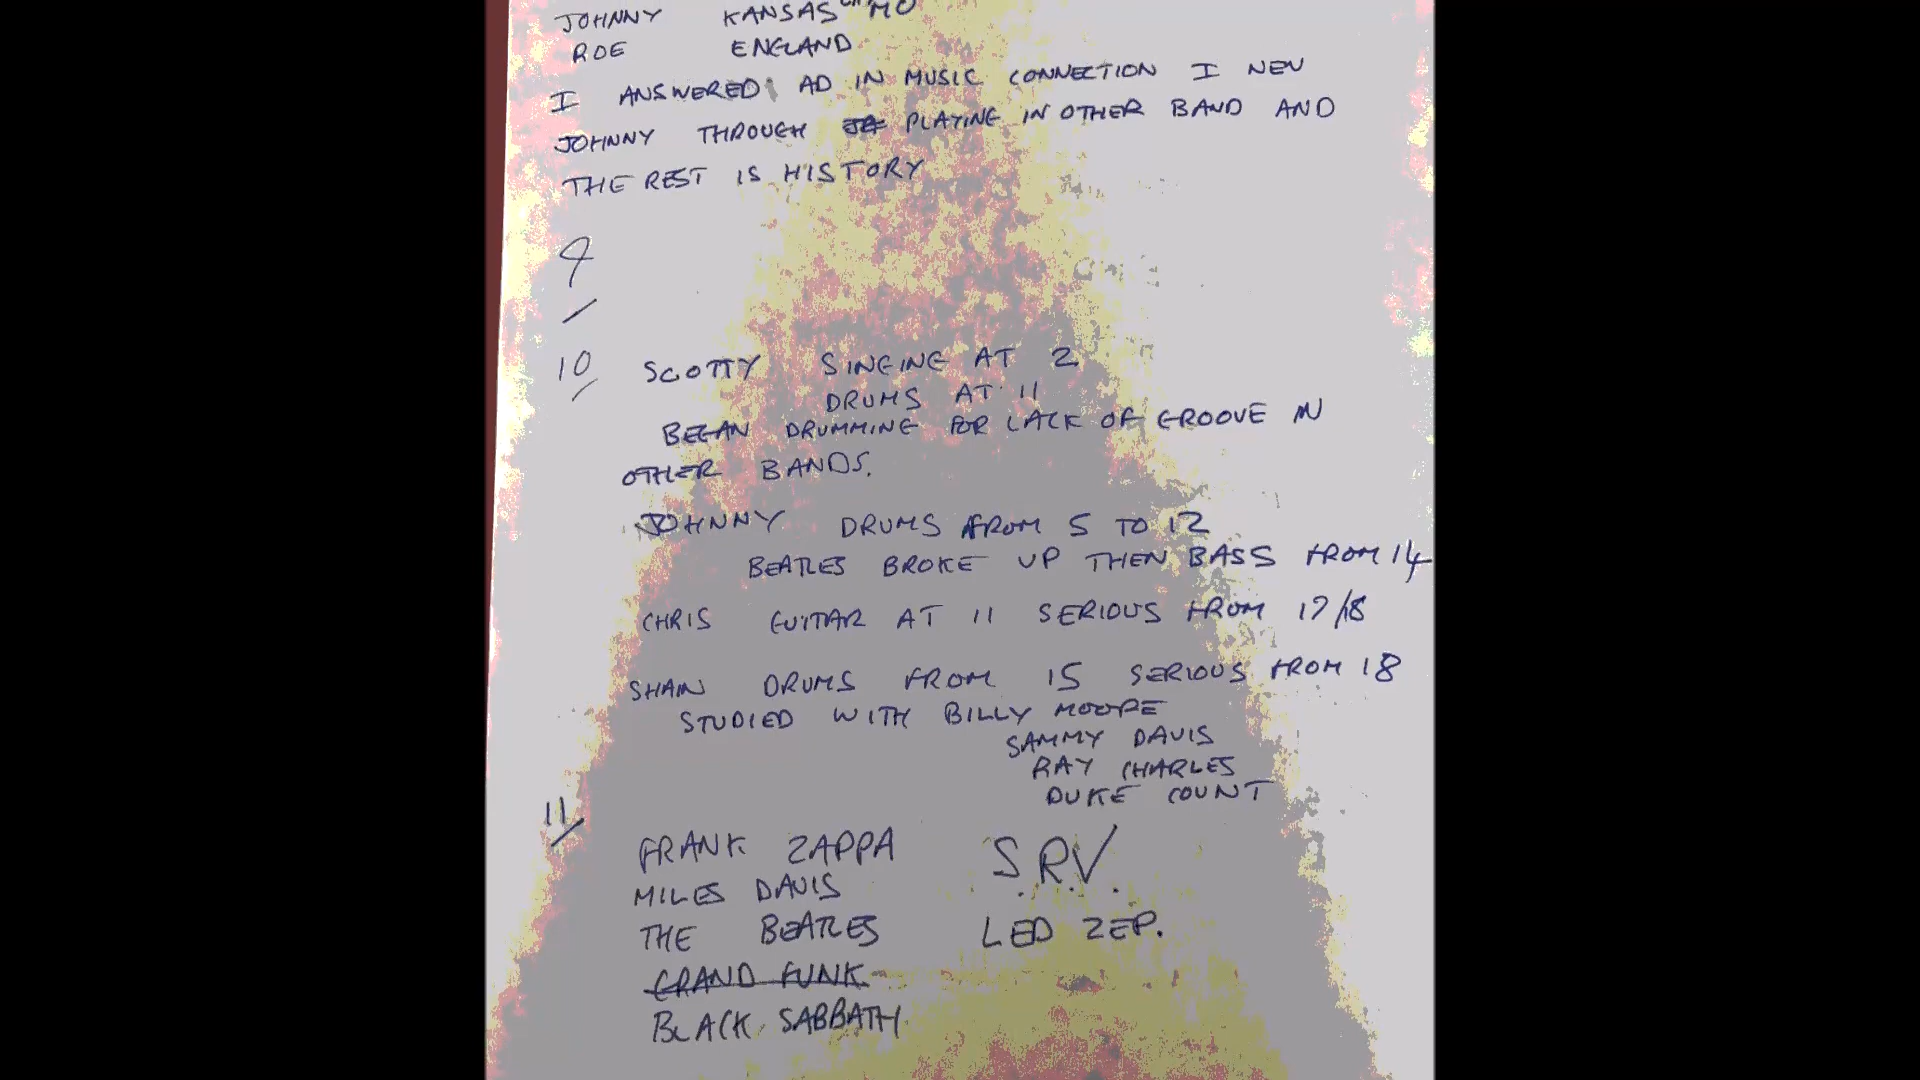 JOHNNY KANSAS CITY MO
ROE ENGLAND
I ANSWERED AD IN MUSIC CONNECTION I NEW
JOHNNY THROUGH PLAYING IN OTHER BAND AND
THE REST IS HISTORY
9
10 SCOTTY SINGING AT 2
DRUMS AT 11
BEGAN DRUMMING FOR LACK OF GROOVE IN
OTHER BANDS.
JOHNNY DRUMS FROM 5 TO 12
BEATLES BROKE UP THEN BASS FROM 14
CHRIS GUITAR AT 11 SERIOUS FROM 17/18
SHAIN DRUMS FROM 15 SERIOUS FROM 18
STUDIED WITH BILLY MOORE
SAMMY DAVIS
RAY CHARLES
DUKE COUNT
11
FRANK ZAPPA S.R.V.
MILES DAVIS
THE BEATLES LED ZEP.
GRAND FUNK
BLACK SABBATH